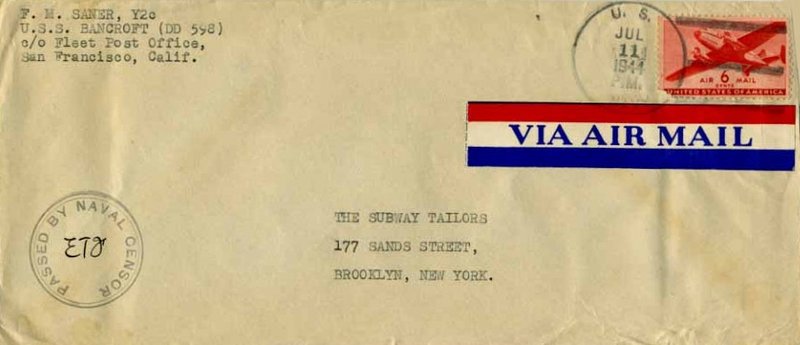 F. M. SANER, Y2c
U.S.S. BANCROFT (DD 598)
c/o Fleet Post Office,
San Francisco, Calif.
U. S.
JUL
11
1944
P.M.
AIR 6 MAIL
CENTS
UNITED STATES OF AMERICA
VIA AIR MAIL
THE SUBWAY TAILORS
177 SANDS STREET,
BROOKLYN, NEW YORK.
PASSED BY NAVAL CENSOR